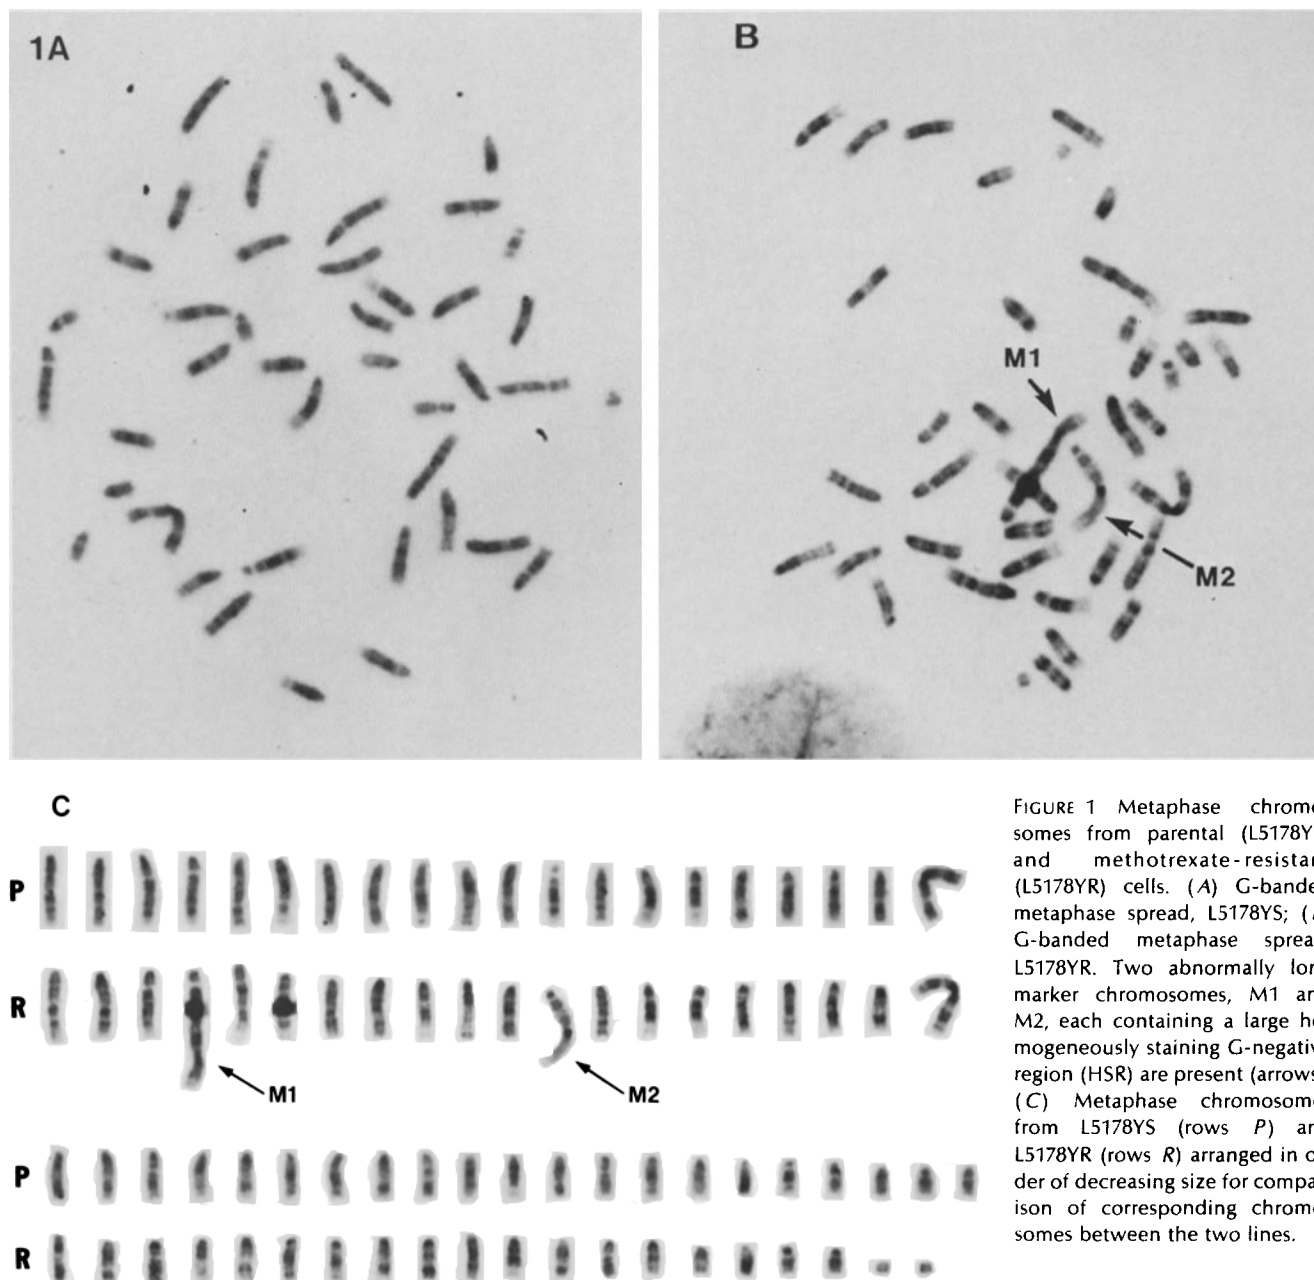 1A
B
M1
M2
C
P
R
M1
M2
P
R
FIGURE 1 Metaphase chromo
somes from parental (L5178Y
and methotrexate-resistan
(L5178YR) cells. (A) G-bande
metaphase spread, L5178YS; (
G-banded metaphase sprea
L5178YR. Two abnormally lon
marker chromosomes, M1 an
M2, each containing a large ho
mogeneously staining G-negativ
region (HSR) are present (arrows
(C) Metaphase chromosome
from L5178YS (rows P) an
L5178YR (rows R) arranged in o
der of decreasing size for compa
ison of corresponding chromo
somes between the two lines.